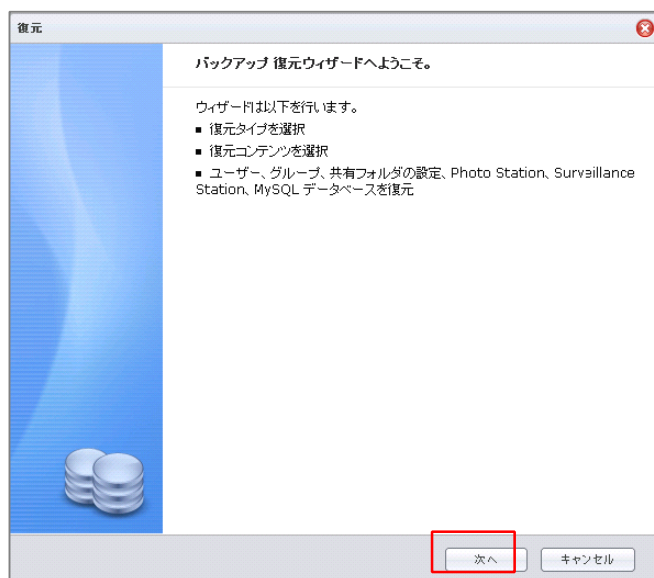 復元
バックアップ 復元ウィザードへようこそ。
ウィザードは以下を行います。
■ 復元タイプを選択
■ 復元コンテンツを選択
■ ユーザー、グループ、共有フォルダの設定、Photo Station、Surveillance
Station、MySQL データベースを復元
次へ
キャンセル